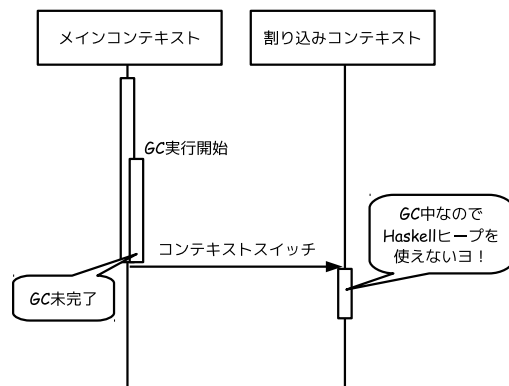 メインコンテキスト
割り込みコンテキスト
GC実行開始
GC中なので
Haskellヒープを
使えないヨ！
コンテキストスイッチ
GC未完了